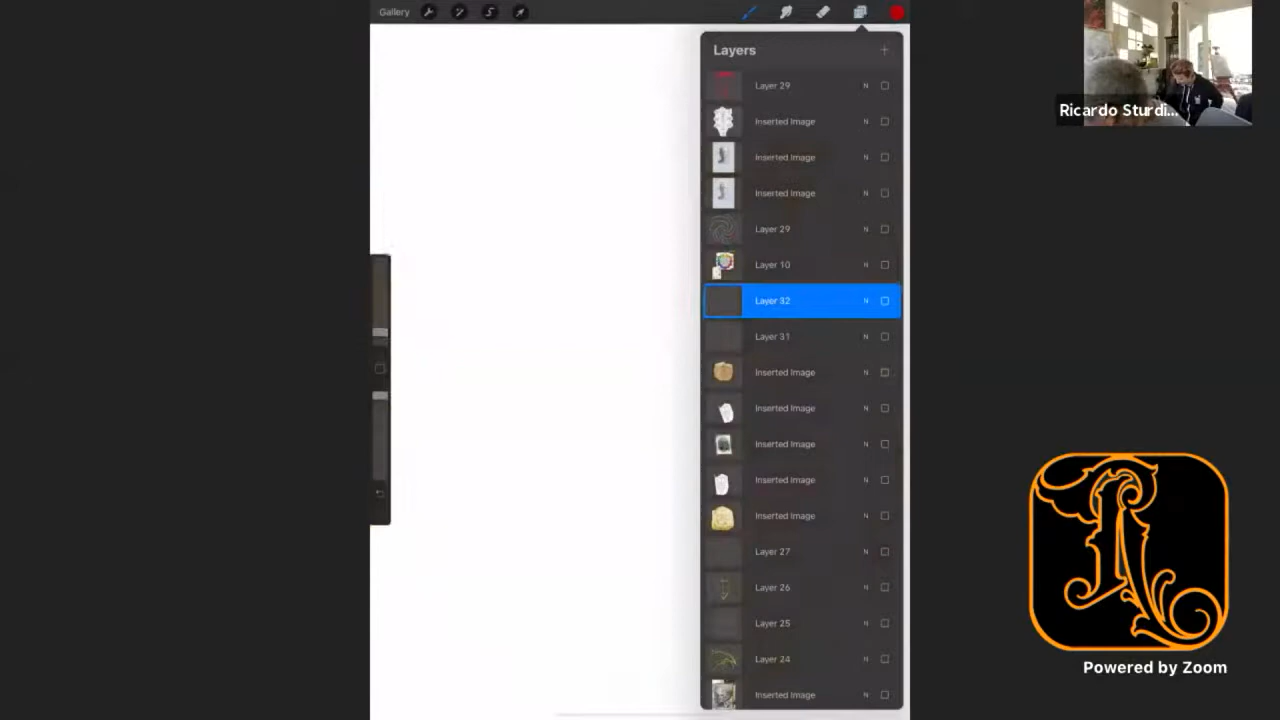 Gallery
Layers
Layer 29 N
Inserted Image N
Inserted Image N
Inserted Image N
Layer 29 N
Layer 10 N
Layer 32 N
Layer 31 N
Inserted Image N
Inserted Image N
Inserted Image N
Inserted Image N
Inserted Image N
Layer 27 N
Layer 26 N
Layer 25 N
Layer 24 N
Inserted Image N
Ricardo Sturdi...
Powered by Zoom